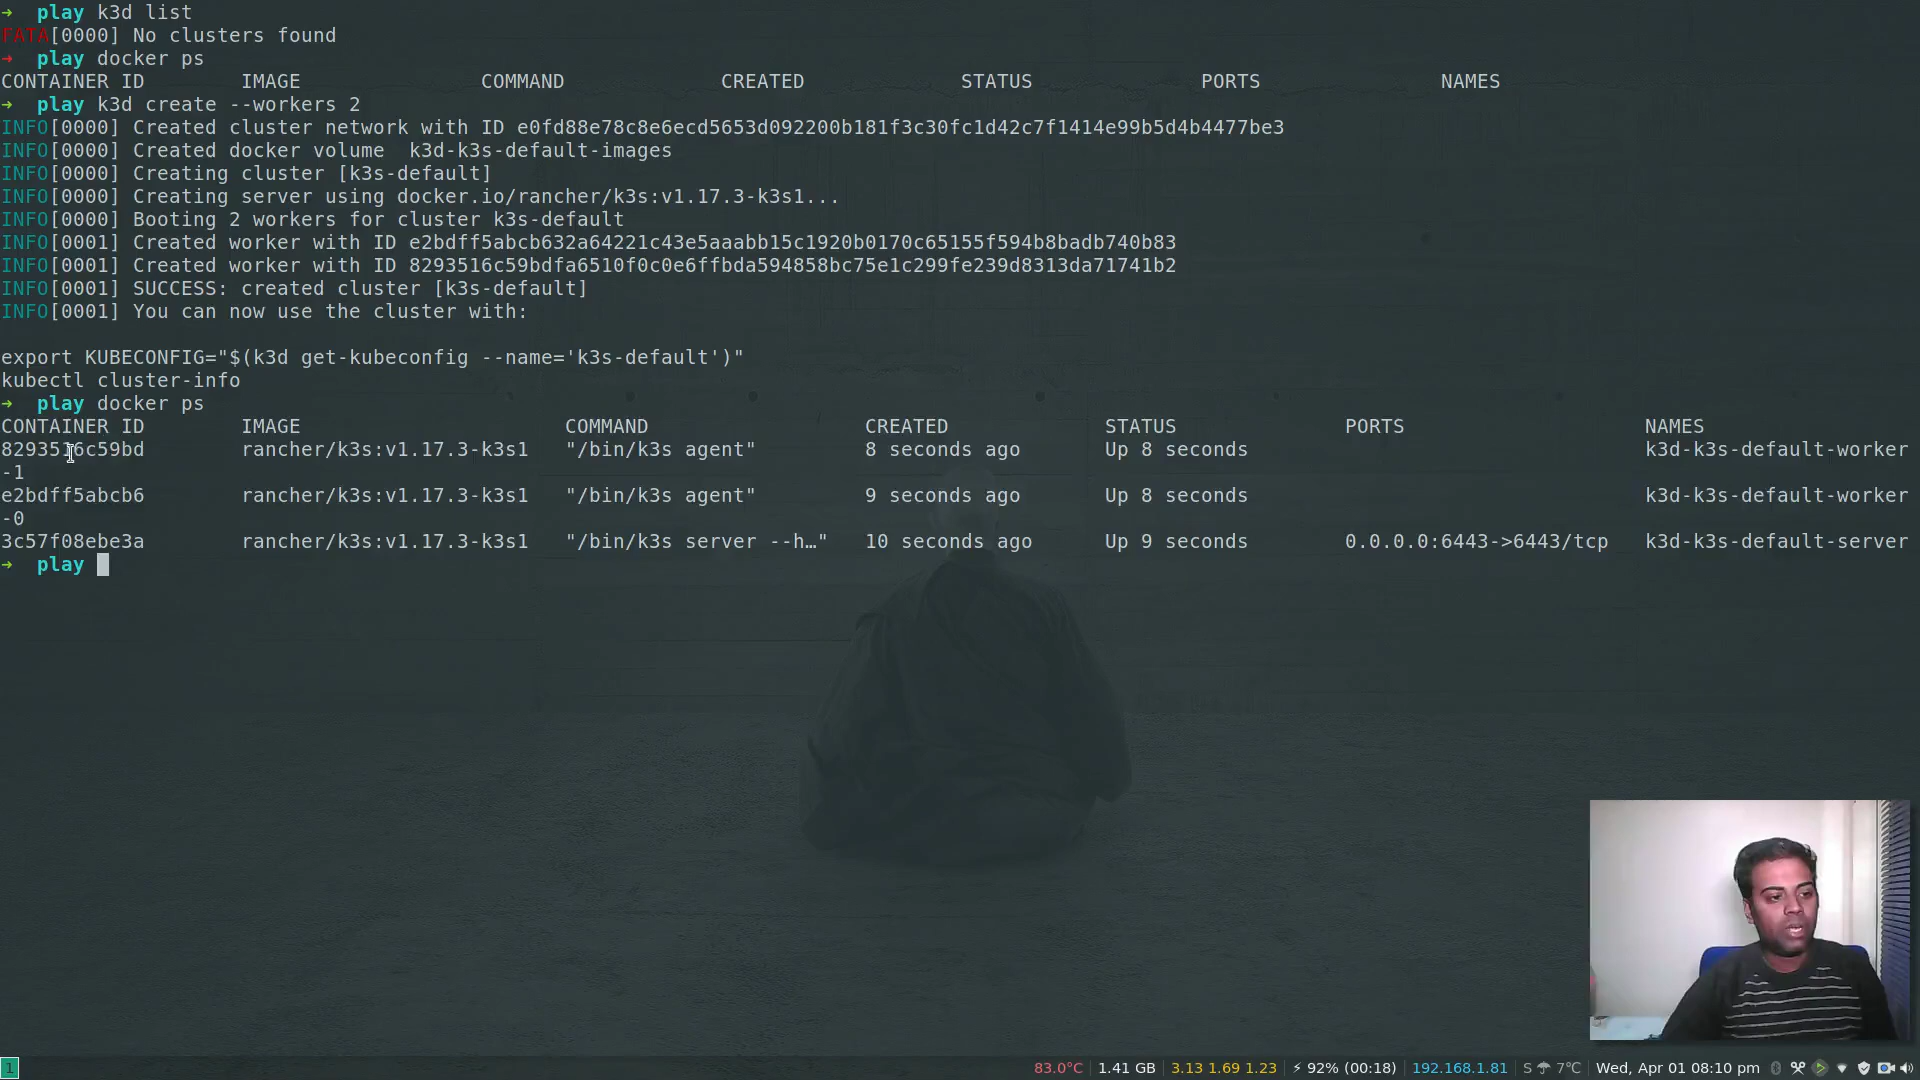 → play k3d list
FATA[0000] No clusters found
→ play docker ps
CONTAINER ID IMAGE COMMAND CREATED STATUS PORTS NAMES
→ play k3d create --workers 2
INFO[0000] Created cluster network with ID e0fd88e78c8e6ecd5653d092200b181f3c30fc1d42c7f1414e99b5d4b4477be3
INFO[0000] Created docker volume  k3d-k3s-default-images
INFO[0000] Creating cluster [k3s-default]
INFO[0000] Creating server using docker.io/rancher/k3s:v1.17.3-k3s1...
INFO[0000] Booting 2 workers for cluster k3s-default
INFO[0001] Created worker with ID e2bdff5abcb632a64221c43e5aaabb15c1920b0170c65155f594b8badb740b83
INFO[0001] Created worker with ID 8293516c59bdfa6510f0c0e6ffbda594858bc75e1c299fe239d8313da71741b2
INFO[0001] SUCCESS: created cluster [k3s-default]
INFO[0001] You can now use the cluster with:
export KUBECONFIG="$(k3d get-kubeconfig --name='k3s-default')"
kubectl cluster-info
→ play docker ps
CONTAINER ID IMAGE COMMAND CREATED STATUS PORTS NAMES
8293516c59bd rancher/k3s:v1.17.3-k3s1 "/bin/k3s agent" 8 seconds ago Up 8 seconds k3d-k3s-default-worker
-1
e2bdff5abcb6 rancher/k3s:v1.17.3-k3s1 "/bin/k3s agent" 9 seconds ago Up 8 seconds k3d-k3s-default-worker
-0
3c57f08ebe3a rancher/k3s:v1.17.3-k3s1 "/bin/k3s server --h…" 10 seconds ago Up 9 seconds 0.0.0.0:6443->6443/tcp k3d-k3s-default-server
→ play
1 83.0°C 1.41 GB 3.13 1.69 1.23 ⚡ 92% (00:18) 192.168.1.81 S ☂ 7°C Wed, Apr 01 08:10 pm